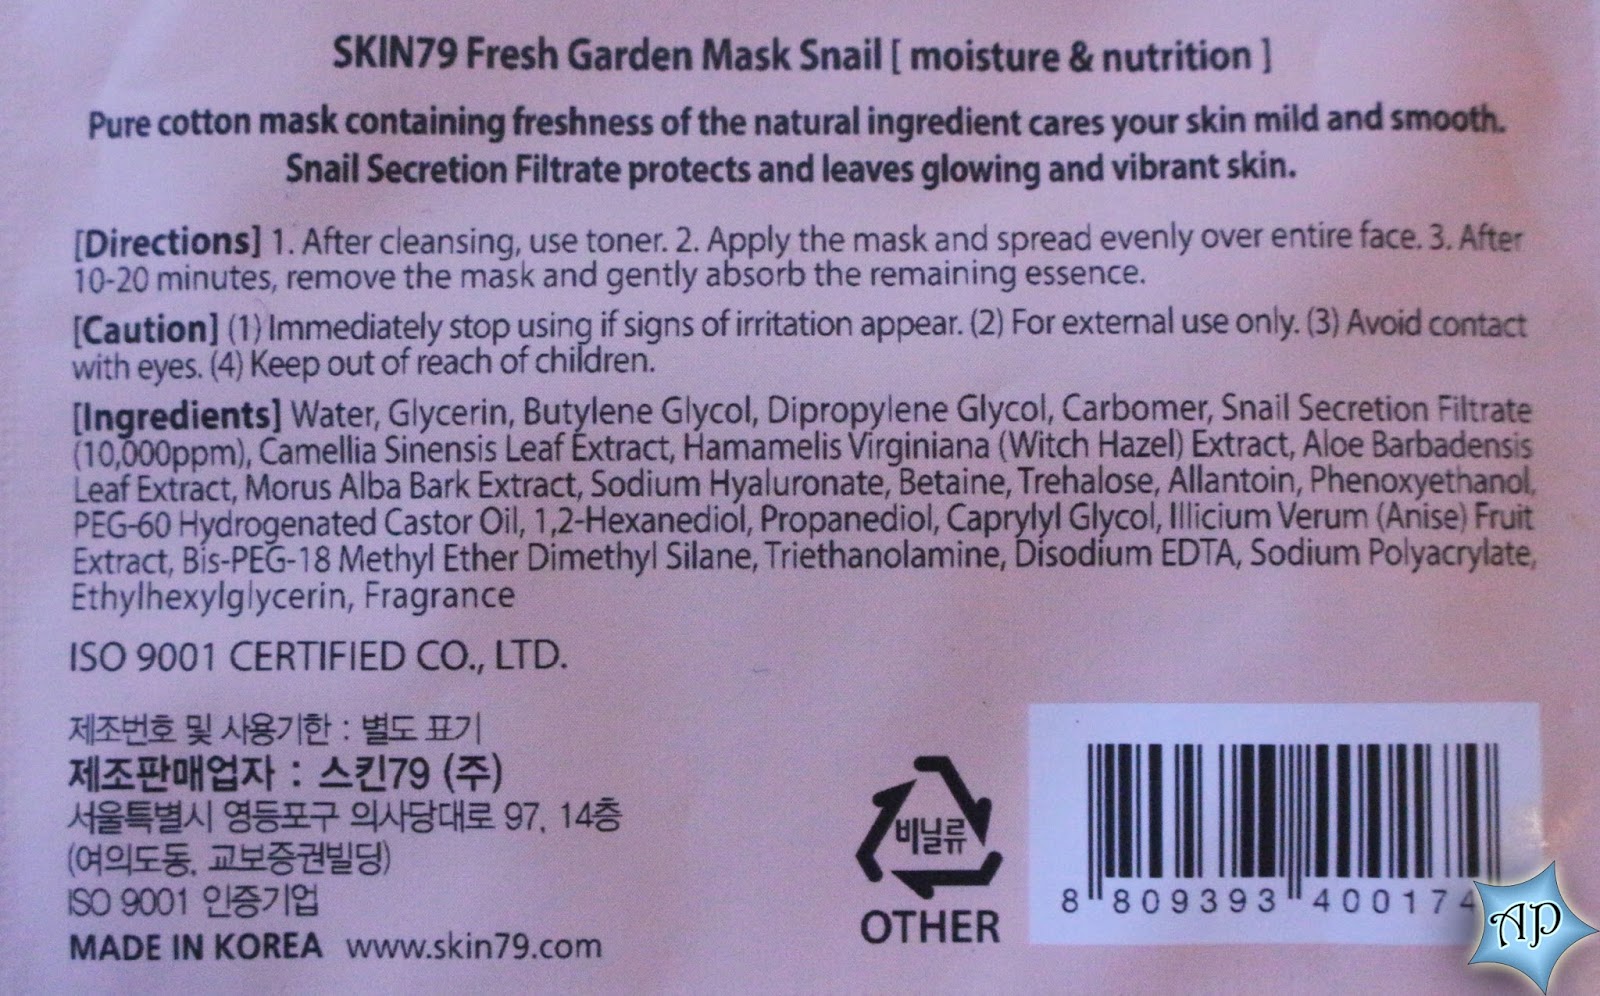 SKIN79 Fresh Garden Mask Snail [ moisture & nutrition ]
Pure cotton mask containing freshness of the natural ingredient cares your skin mild and smooth.
Snail Secretion Filtrate protects and leaves glowing and vibrant skin.
[Directions] 1. After cleansing, use toner. 2. Apply the mask and spread evenly over entire face. 3. After
10-20 minutes, remove the mask and gently absorb the remaining essence.
[Caution] (1) Immediately stop using if signs of irritation appear. (2) For external use only. (3) Avoid contact
with eyes. (4) Keep out of reach of children.
[Ingredients] Water, Glycerin, Butylene Glycol, Dipropylene Glycol, Carbomer, Snail Secretion Filtrate
(10,000ppm), Camellia Sinensis Leaf Extract, Hamamelis Virginiana (Witch Hazel) Extract, Aloe Barbadensis
Leaf Extract, Morus Alba Bark Extract, Sodium Hyaluronate, Betaine, Trehalose, Allantoin, Phenoxyethanol,
PEG-60 Hydrogenated Castor Oil, 1,2-Hexanediol, Propanediol, Caprylyl Glycol, Illicium Verum (Anise) Fruit
Extract, Bis-PEG-18 Methyl Ether Dimethyl Silane, Triethanolamine, Disodium EDTA, Sodium Polyacrylate,
Ethylhexylglycerin, Fragrance
ISO 9001 CERTIFIED CO., LTD.
제조번호 및 사용기한 : 별도 표기
제조판매업자 : 스킨79 (주)
서울특별시 영등포구 의사당대로 97, 14층
(여의도동, 교보증권빌딩)
ISO 9001 인증기업
MADE IN KOREA www.skin79.com
비닐류
OTHER
8 809393 400174
AP